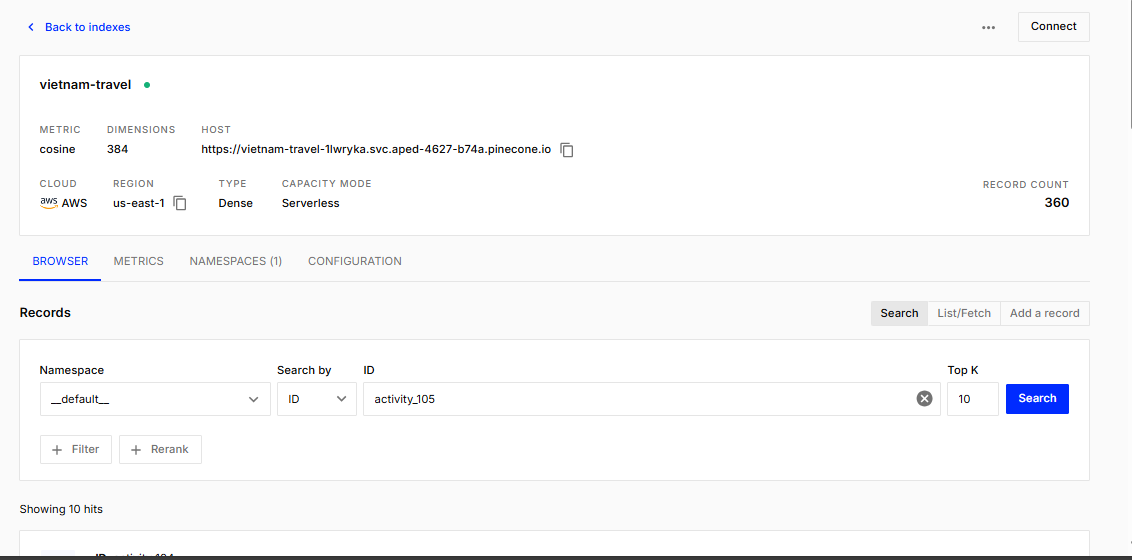 Back to indexes
Connect
vietnam-travel
METRIC DIMENSIONS HOST
cosine 384 https://vietnam-travel-1lwryka.svc.aped-4627-b74a.pinecone.io
CLOUD REGION TYPE CAPACITY MODE RECORD COUNT
aws AWS us-east-1 Dense Serverless 360
BROWSER METRICS NAMESPACES (1) CONFIGURATION
Records Search List/Fetch Add a record
Namespace Search by ID Top K
__default__ ID activity_105 10 Search
+ Filter + Rerank
Showing 10 hits